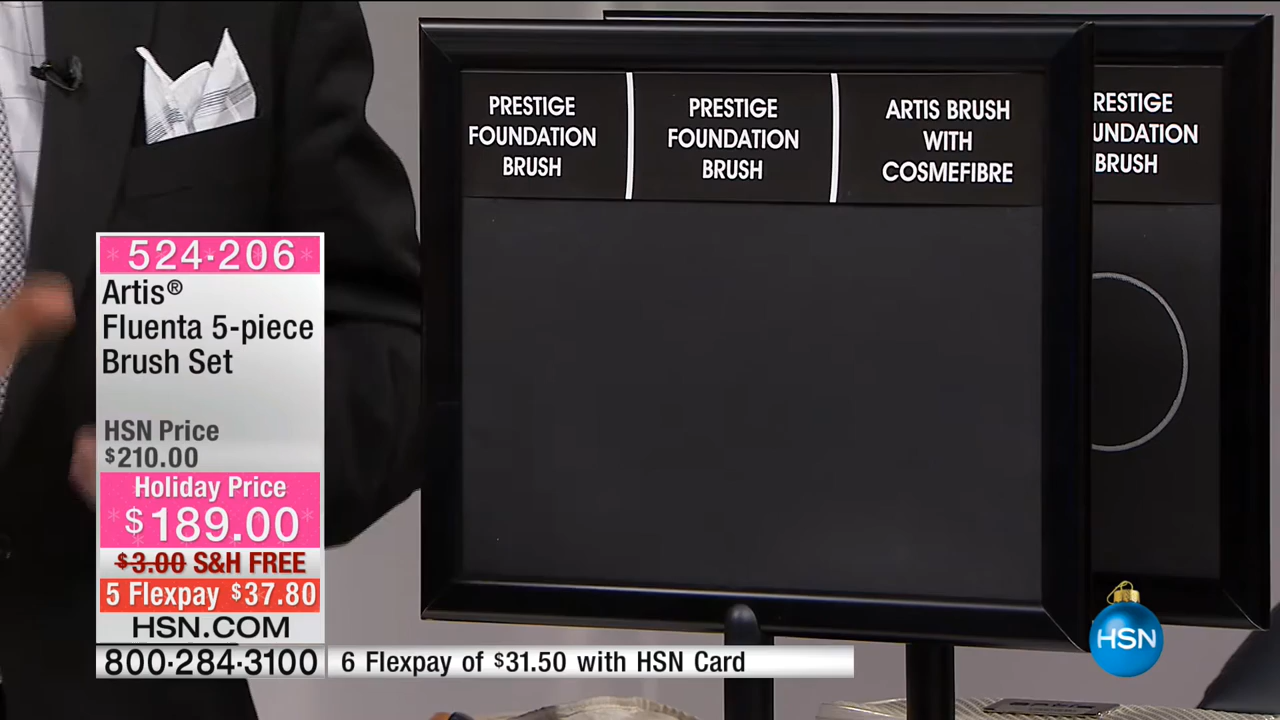 PRESTIGE
FOUNDATION
BRUSH
PRESTIGE
FOUNDATION
BRUSH
ARTIS BRUSH
WITH
COSMEFIBRE
RESTIGE
UNDATION
BRUSH
524·206
Artis®
Fluenta 5-piece
Brush Set
HSN Price
$210.00
Holiday Price
$189.00
$3.00 S&H FREE
5 Flexpay $37.80
HSN.COM
800·284·3100
6 Flexpay of $31.50 with HSN Card
HSN